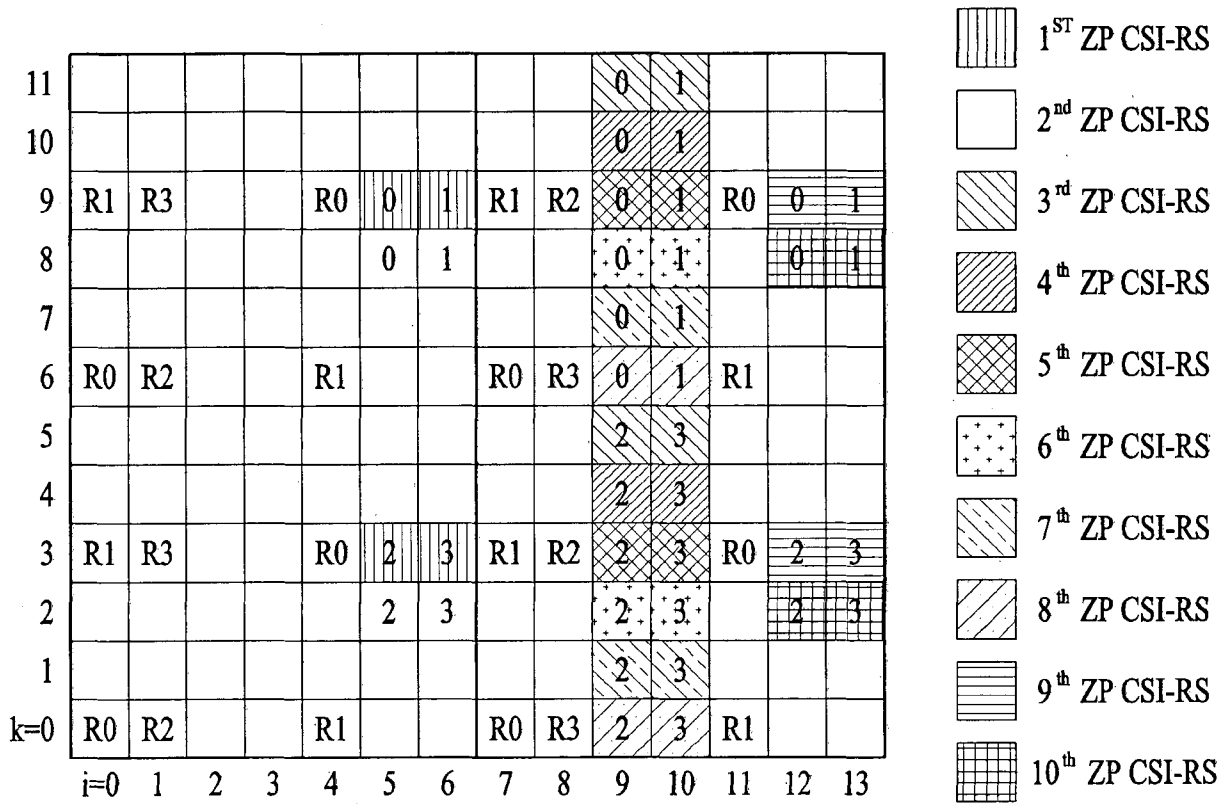 11 0 1
10 0 1
9 R1 R3 R0 0 1 R1 R2 0 1 R0 0 1
8 0 1 0 1 0 1
7 0 1
6 R0 R2 R1 R0 R3 0 1 R1
5 2 3
4 2 3
3 R1 R3 R0 2 3 R1 R2 2 3 R0 2 3
2 2 3 2 3 2 3
1 2 3
k=0 R0 R2 R1 R0 R3 2 3 R1
i=0 1 2 3 4 5 6 7 8 9 10 11 12 13
1ST ZP CSI-RS
2nd ZP CSI-RS
3rd ZP CSI-RS
4th ZP CSI-RS
5th ZP CSI-RS
6th ZP CSI-RS
7th ZP CSI-RS
8th ZP CSI-RS
9th ZP CSI-RS
10th ZP CSI-RS